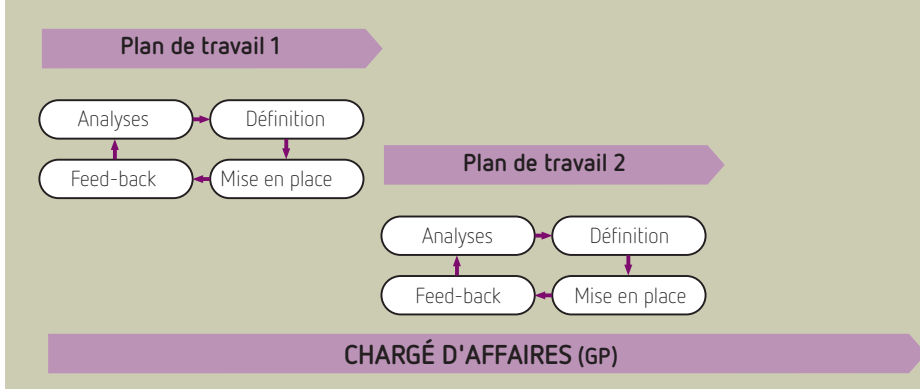 Plan de travail 1
Analyses
Définition
Feed-back
Mise en place
Plan de travail 2
Analyses
Définition
Feed-back
Mise en place
CHARGÉ D'AFFAIRES (GP)